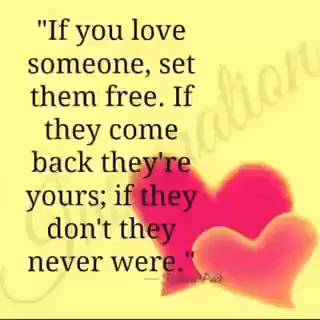 "If you love
someone, set
them free. If
they come
back they're
yours; if they
don't they
never were."